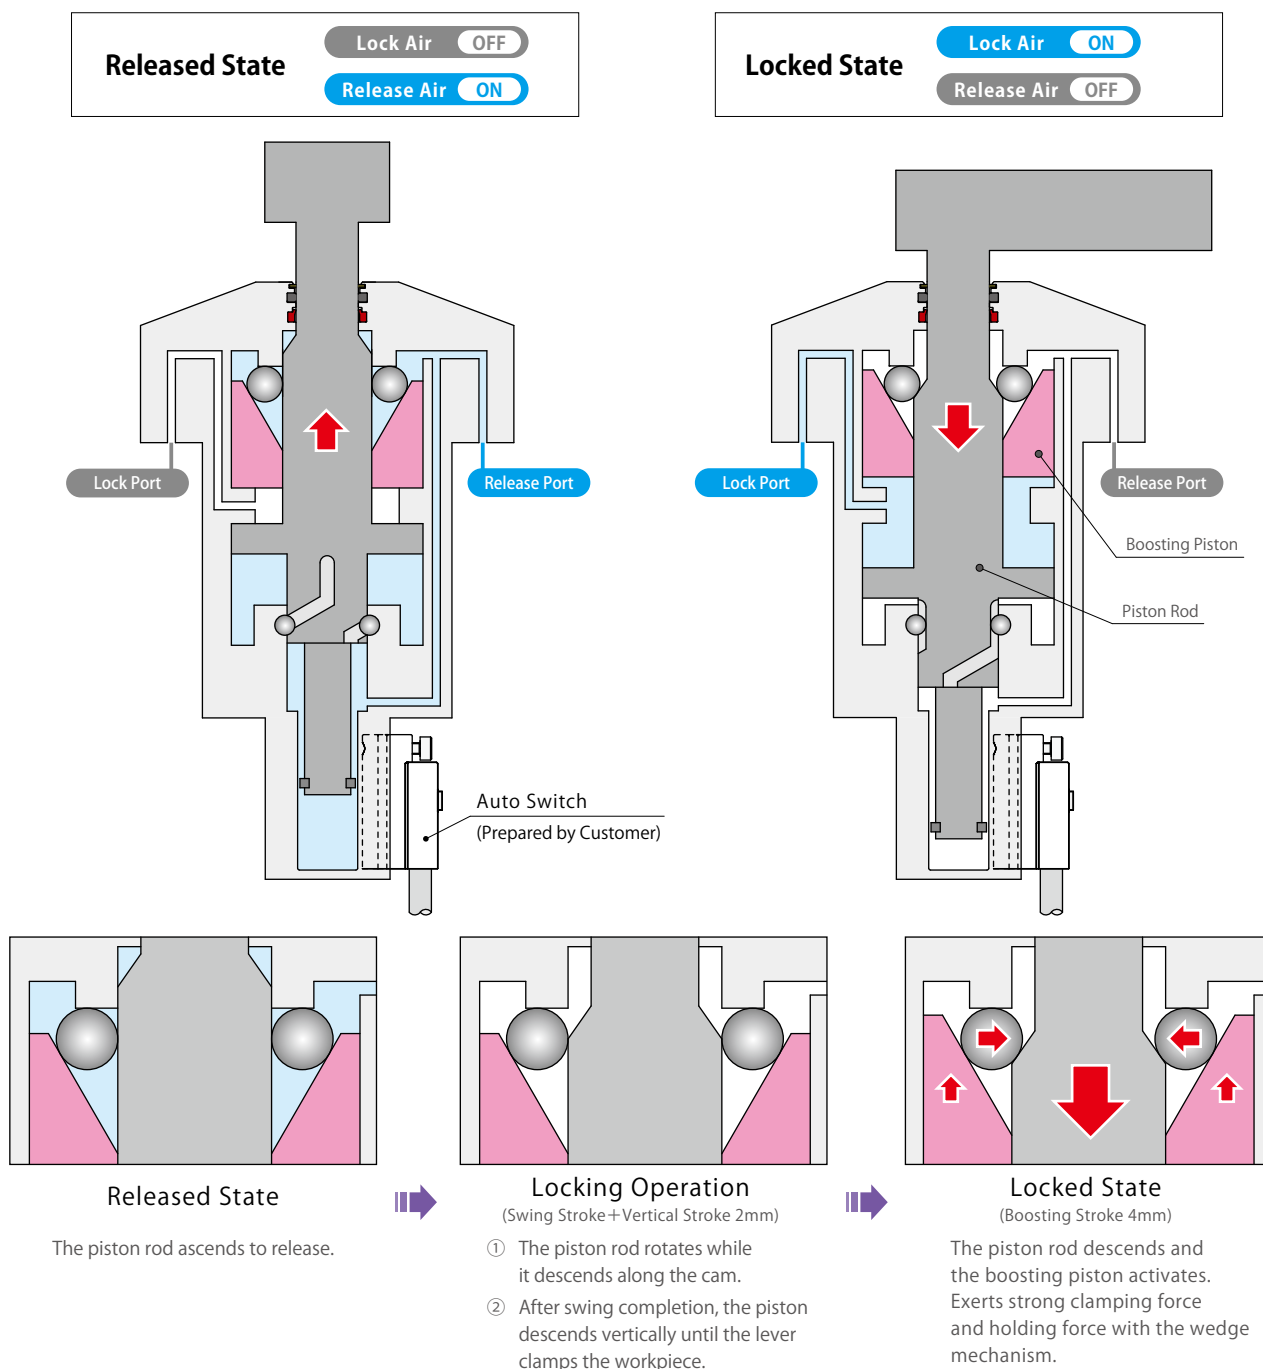 Released State
Lock Air OFF
Release Air ON
Locked State
Lock Air ON
Release Air OFF
Lock Port
Release Port
Lock Port
Release Port
Boosting Piston
Piston Rod
Auto Switch
(Prepared by Customer)
Released State
The piston rod ascends to release.
Locking Operation
(Swing Stroke+Vertical Stroke 2mm)
① The piston rod rotates while
it descends along the cam.
② After swing completion, the piston
descends vertically until the lever
clamps the workpiece.
Locked State
(Boosting Stroke 4mm)
The piston rod descends and
the boosting piston activates.
Exerts strong clamping force
and holding force with the wedge
mechanism.